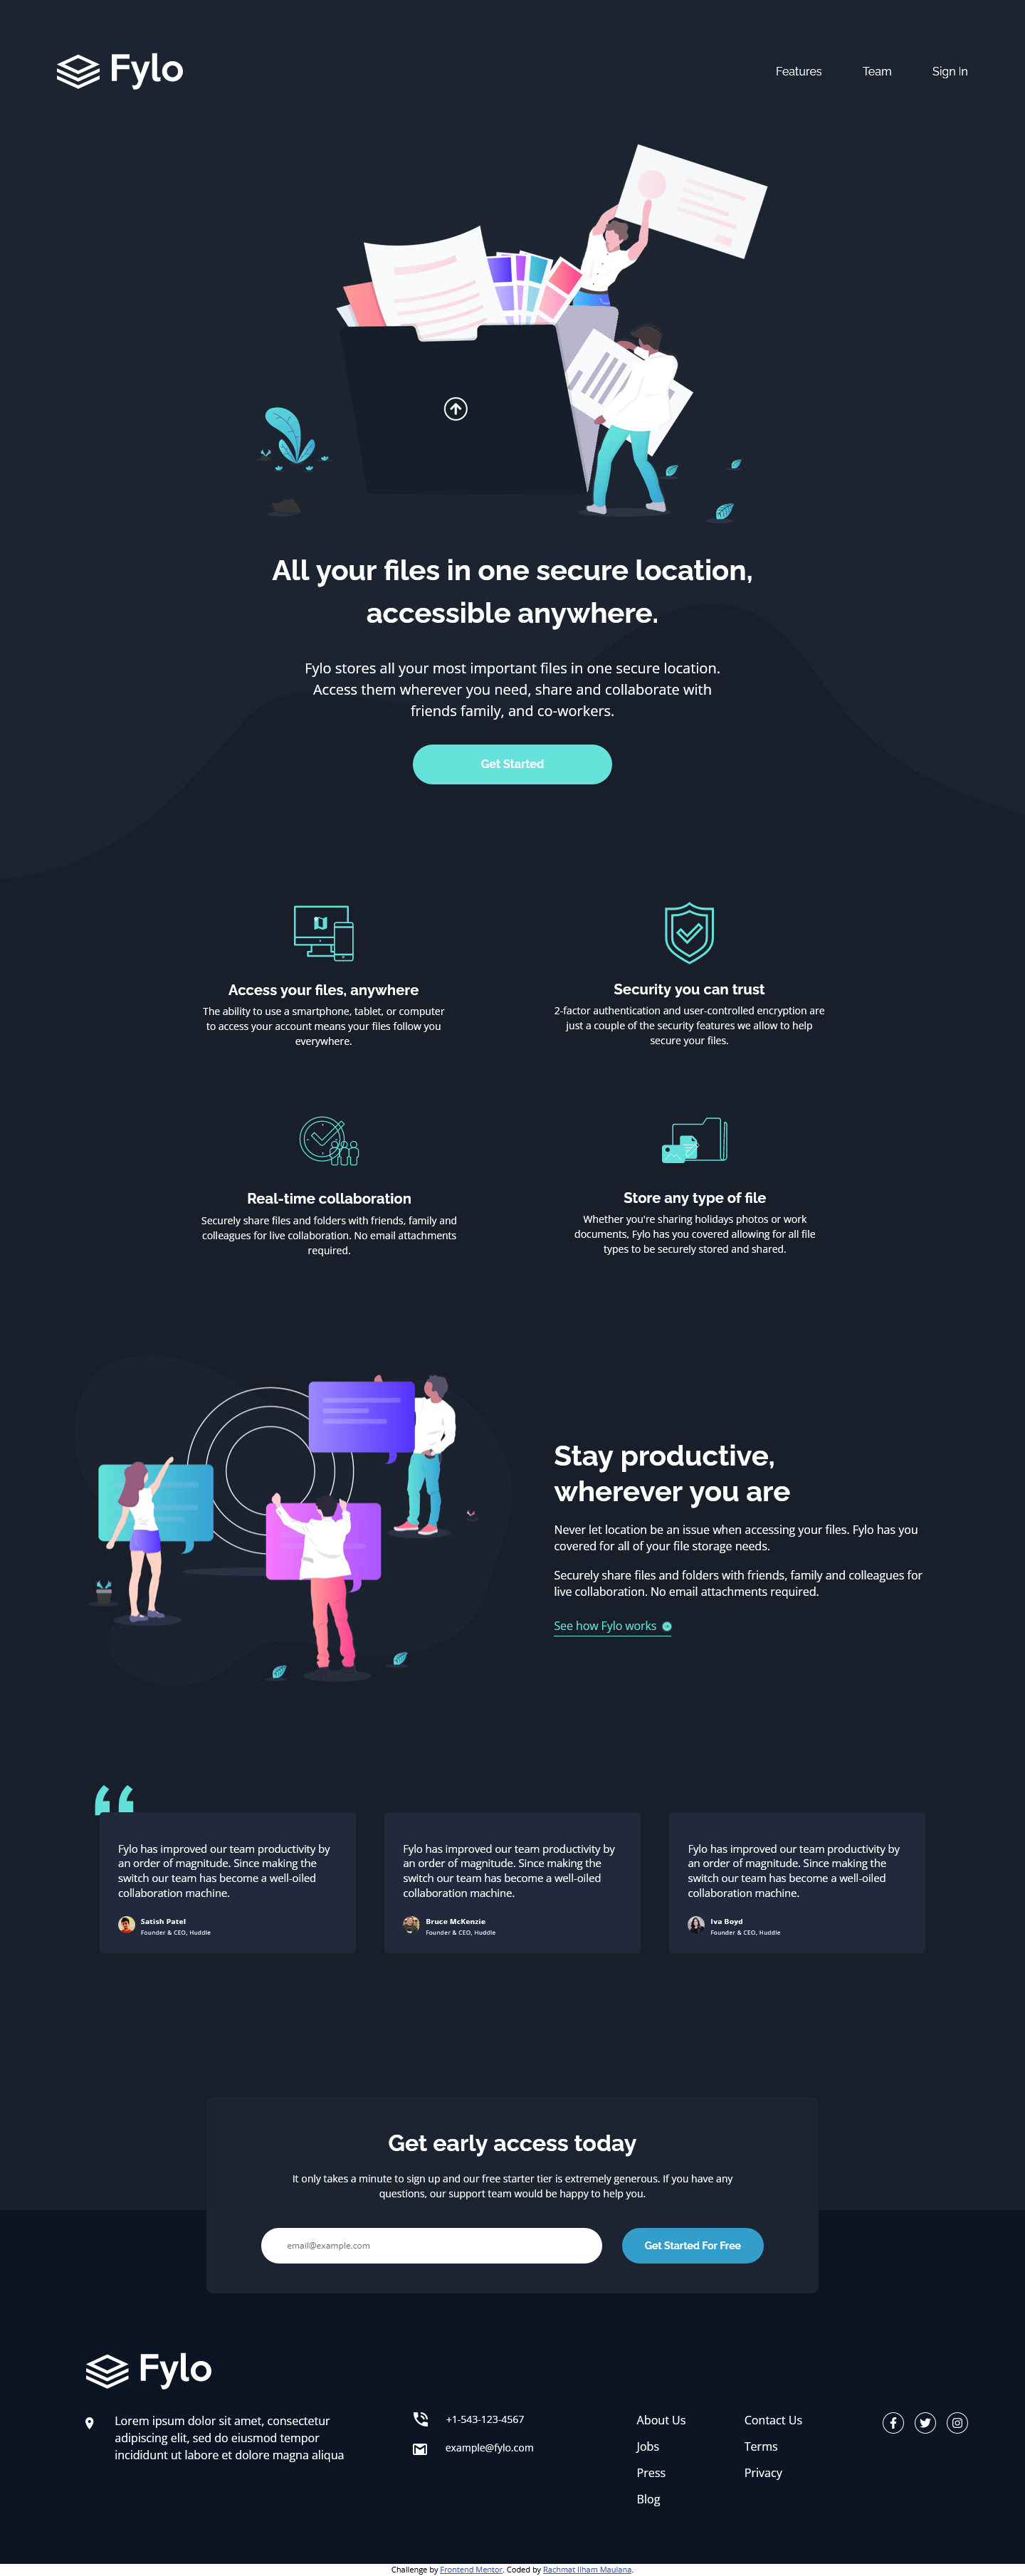 Fylo
Features Team Sign In
All your files in one secure location,
accessible anywhere.
Fylo stores all your most important files in one secure location.
Access them wherever you need, share and collaborate with
friends family, and co-workers.
Get Started
Access your files, anywhere
The ability to use a smartphone, tablet, or computer
to access your account means your files follow you
everywhere.
Security you can trust
2-factor authentication and user-controlled encryption are
just a couple of the security features we allow to help
secure your files.
Real-time collaboration
Securely share files and folders with friends, family and
colleagues for live collaboration. No email attachments
required.
Store any type of file
Whether you're sharing holidays photos or work
documents, Fylo has you covered allowing for all file
types to be securely stored and shared.
Stay productive,
wherever you are
Never let location be an issue when accessing your files. Fylo has you
covered for all of your file storage needs.
Securely share files and folders with friends, family and colleagues for
live collaboration. No email attachments required.
See how Fylo works
Fylo has improved our team productivity by
an order of magnitude. Since making the
switch our team has become a well-oiled
collaboration machine.
Satish Patel
Founder & CEO, Huddle
Fylo has improved our team productivity by
an order of magnitude. Since making the
switch our team has become a well-oiled
collaboration machine.
Bruce McKenzie
Founder & CEO, Huddle
Fylo has improved our team productivity by
an order of magnitude. Since making the
switch our team has become a well-oiled
collaboration machine.
Iva Boyd
Founder & CEO, Huddle
Get early access today
It only takes a minute to sign up and our free starter tier is extremely generous. If you have any
questions, our support team would be happy to help you.
email@example.com
Get Started For Free
Fylo
Lorem ipsum dolor sit amet, consectetur
adipiscing elit, sed do eiusmod tempor
incididunt ut labore et dolore magna aliqua
+1-543-123-4567
example@fylo.com
About Us
Jobs
Press
Blog
Contact Us
Terms
Privacy
Challenge by Frontend Mentor. Coded by Rachmat Ilham Maulana.